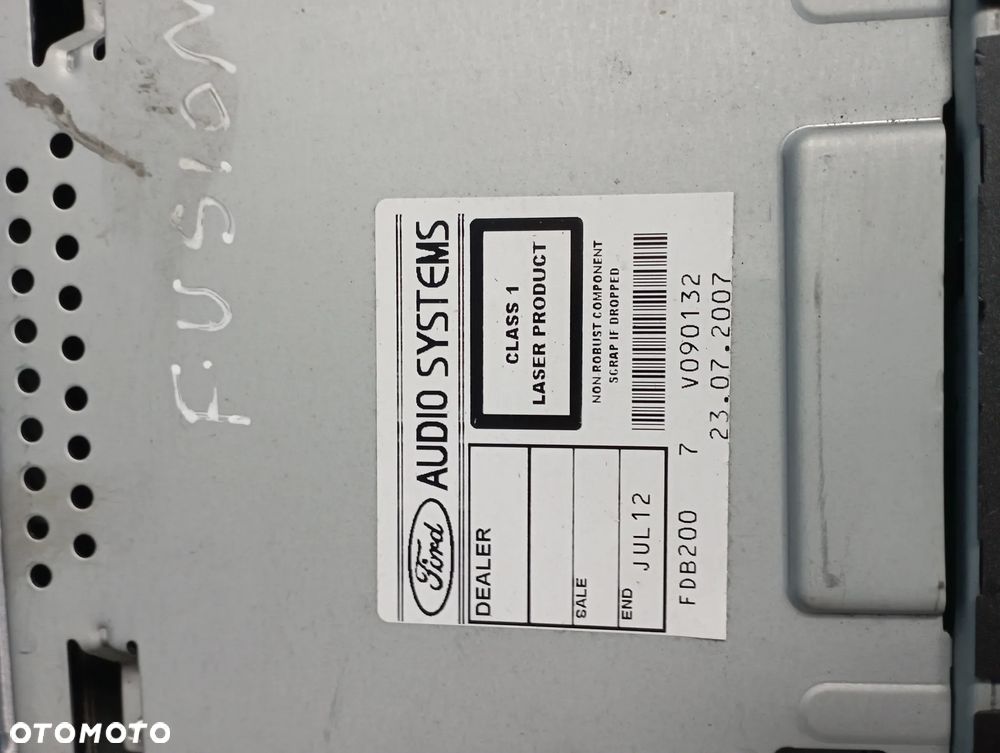 FUSION
Ford AUDIO SYSTEMS
DEALER
SALE
END JUL12
CLASS 1
LASER PRODUCT
NON ROBUST COMPONENT
SCRAP IF DROPPED
FDB200 7 V090132
23.07.2007
OTOMOTO